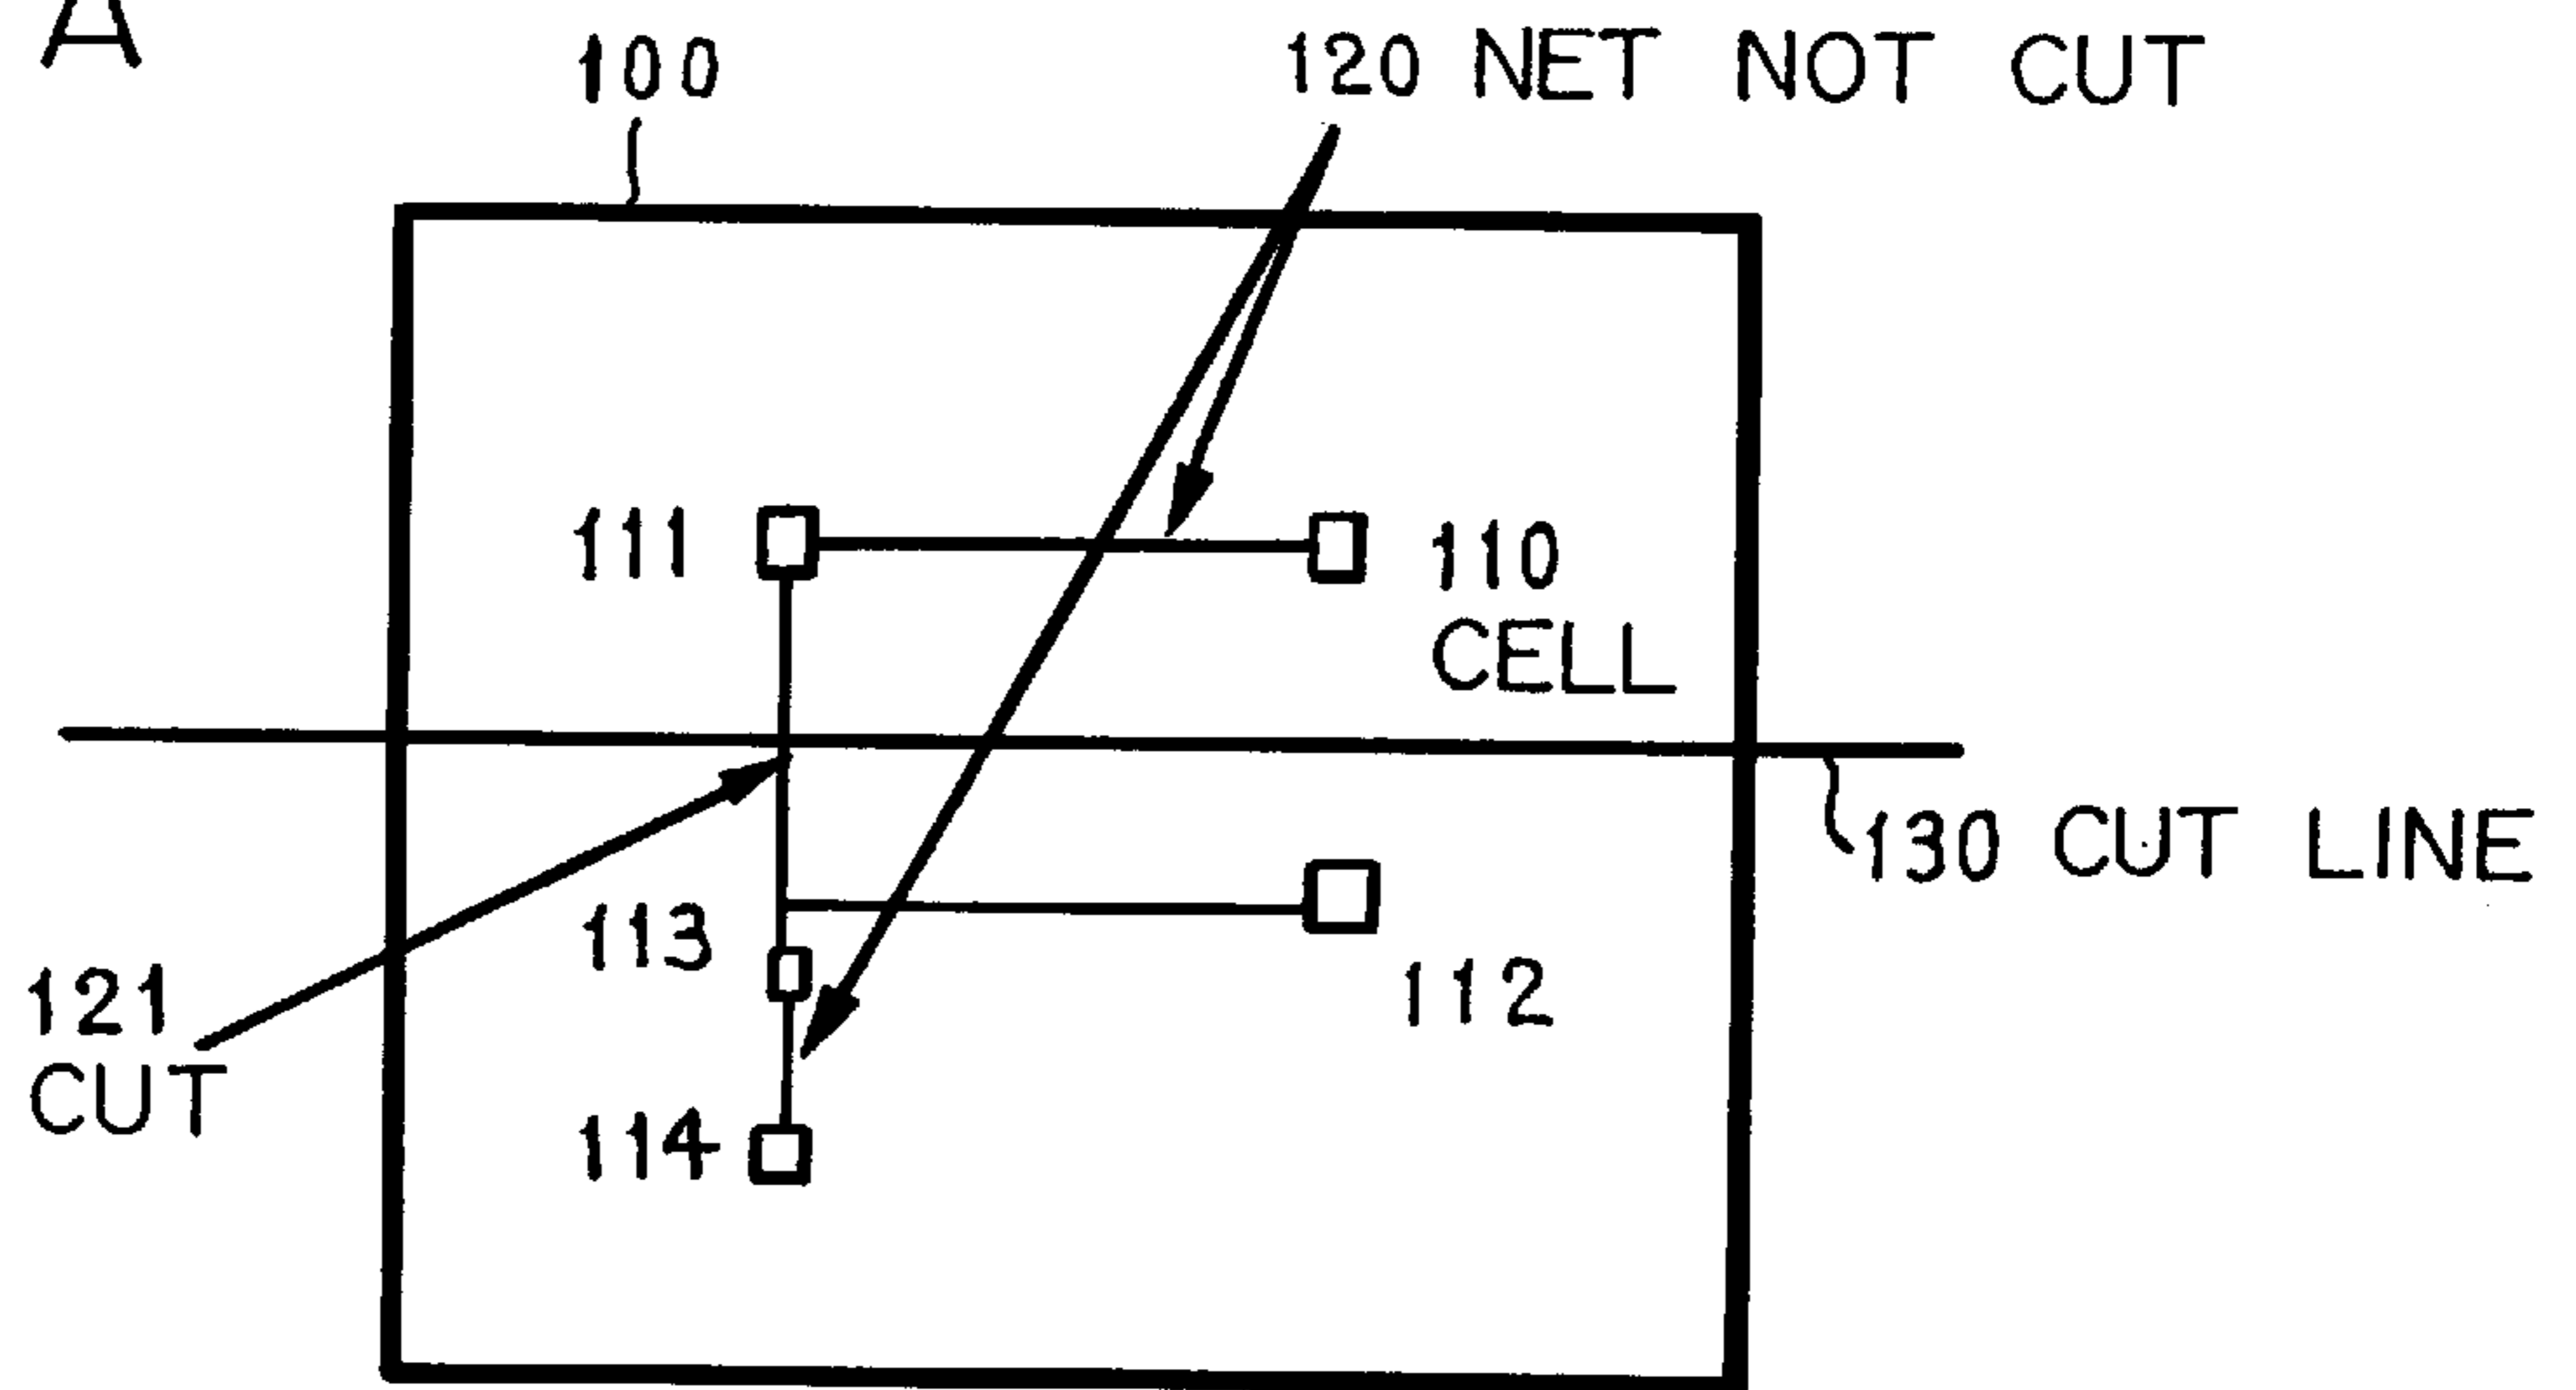 A
100
120 NET NOT CUT
111
110
CELL
130 CUT LINE
113
112
121
CUT
114